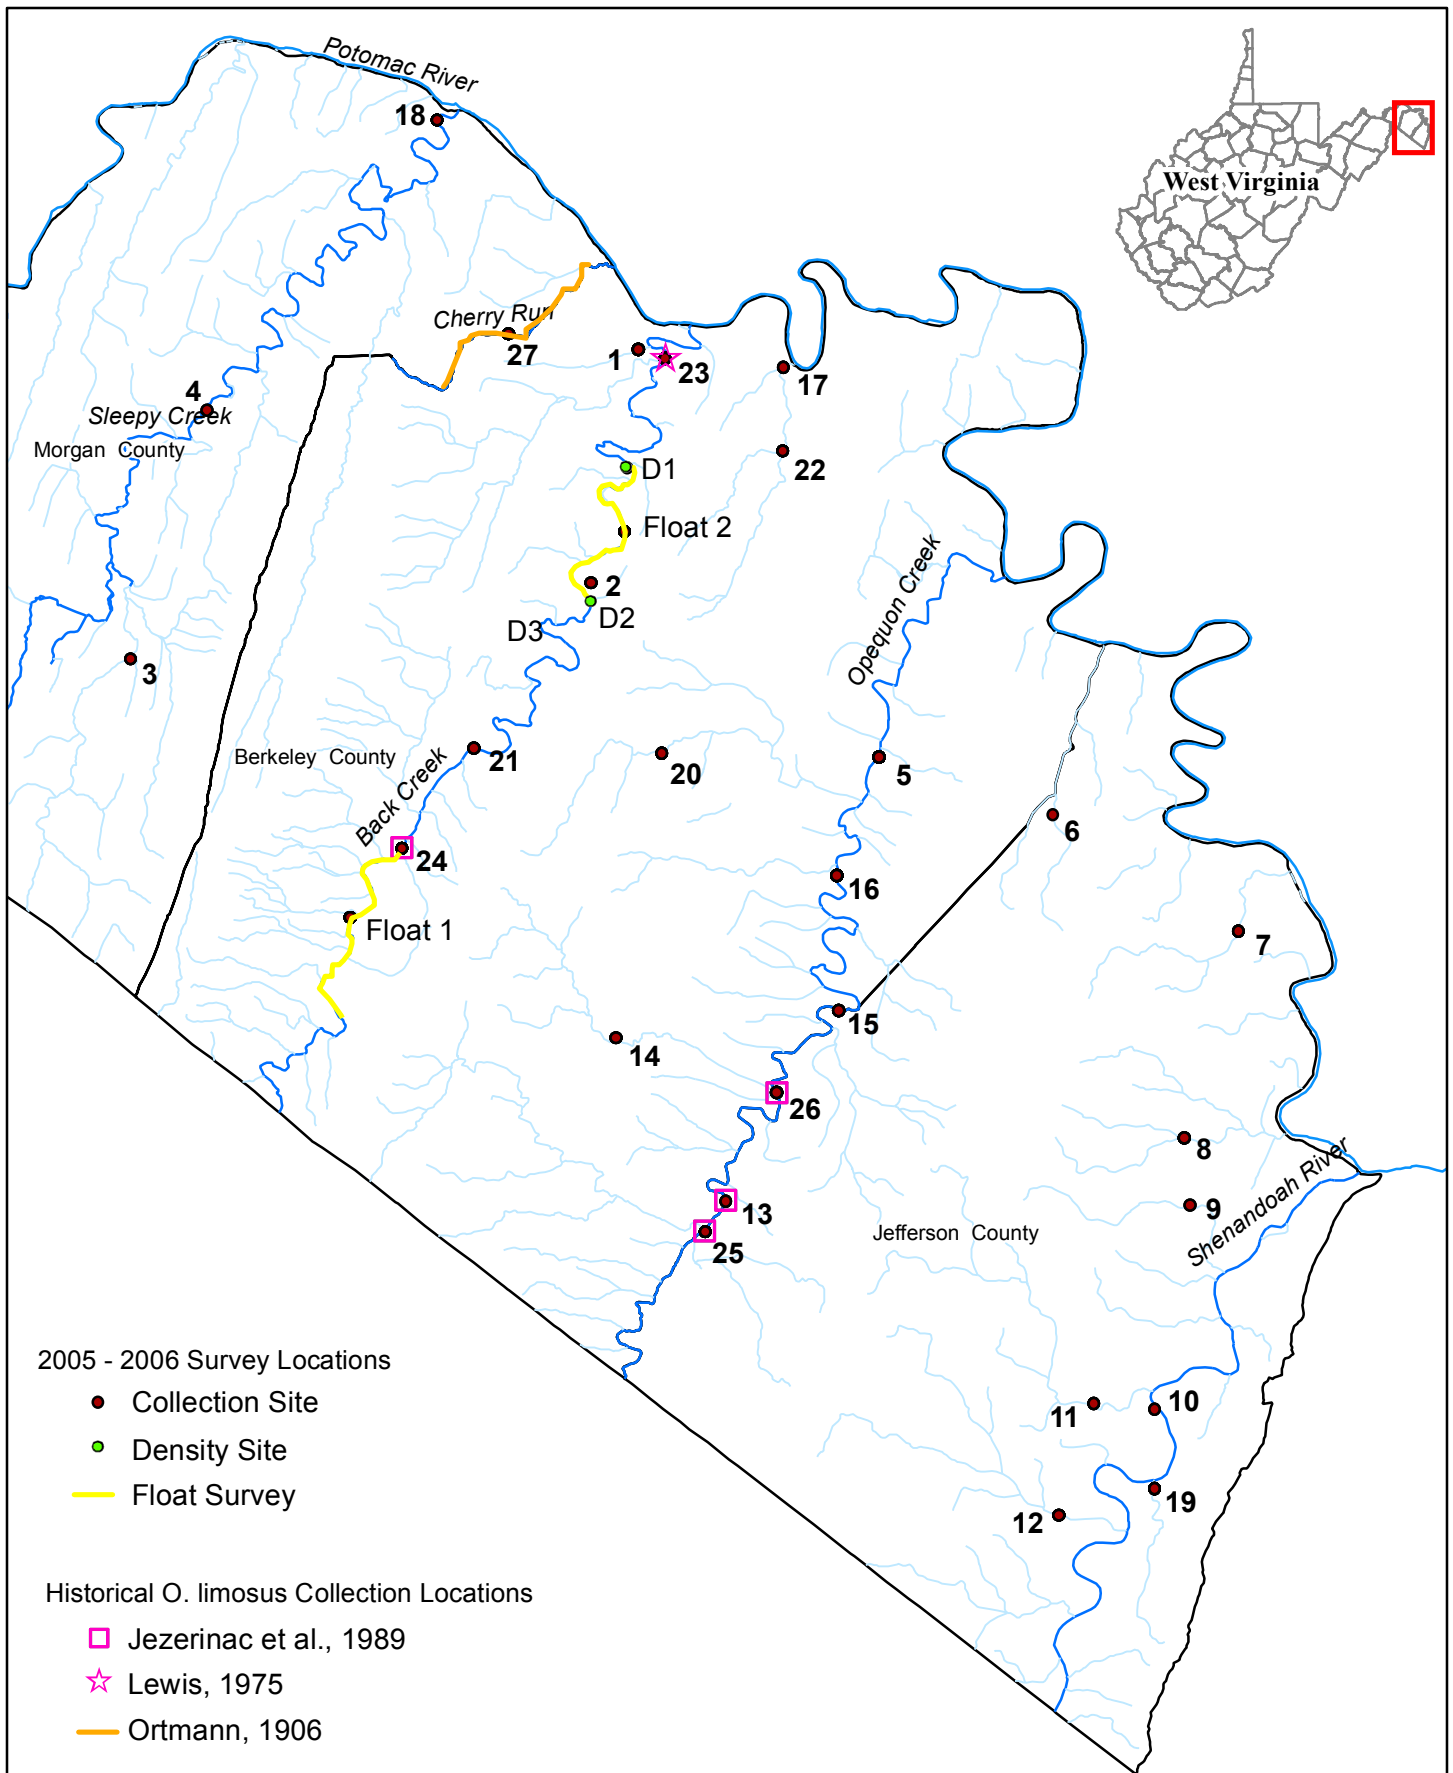 Potomac River
18
West Virginia
Cherry Run
27
1
23
17
4
Sleepy Creek
Morgan County
22
D1
Float 2
2
D2
D3
Opequon Creek
3
Berkeley County
21
20
5
Back Creek
6
24
16
Float 1
7
15
14
26
8
13
9
Shenandoah River
25
Jefferson County
11
10
19
12
2005 - 2006 Survey Locations
Collection Site
Density Site
Float Survey
Historical O. limosus Collection Locations
Jezerinac et al., 1989
Lewis, 1975
Ortmann, 1906